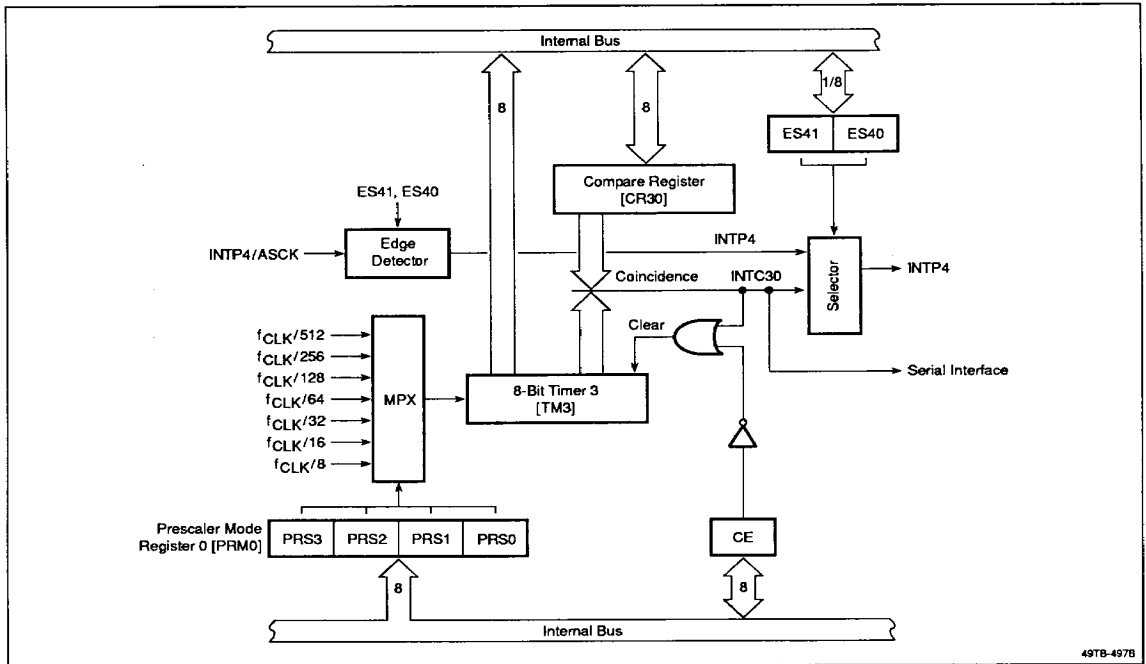 Internal Bus
8
8
1/8
ES41 ES40
Compare Register
[CR30]
ES41, ES40
INTP4/ASCK
Edge
Detector
INTP4
Coincidence
INTC30
Selector
INTP4
Clear
fCLK/512
fCLK/256
fCLK/128
fCLK/64
fCLK/32
fCLK/16
fCLK/8
MPX
8-Bit Timer 3
[TM3]
Serial Interface
Prescaler Mode
Register 0 [PRM0]
PRS3 PRS2 PRS1 PRS0
CE
8
8
Internal Bus
49TB-497B